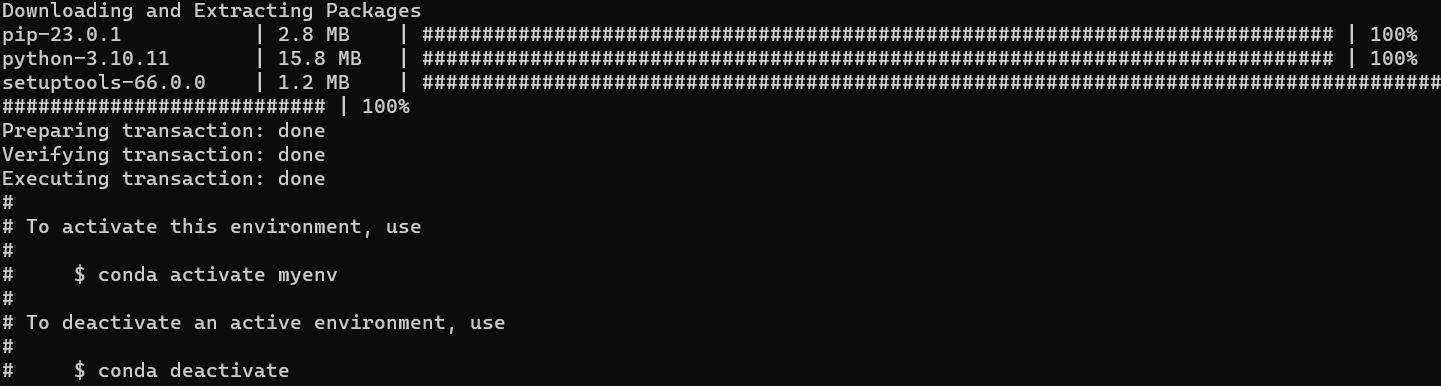 Downloading and Extracting Packages
pip-23.0.1           | 2.8 MB    | ############################################################################ | 100%
python-3.10.11       | 15.8 MB   | ############################################################################ | 100%
setuptools-66.0.0    | 1.2 MB    | #####################################################################################
########################### | 100%
Preparing transaction: done
Verifying transaction: done
Executing transaction: done
#
# To activate this environment, use
#
#     $ conda activate myenv
#
# To deactivate an active environment, use
#
#     $ conda deactivate